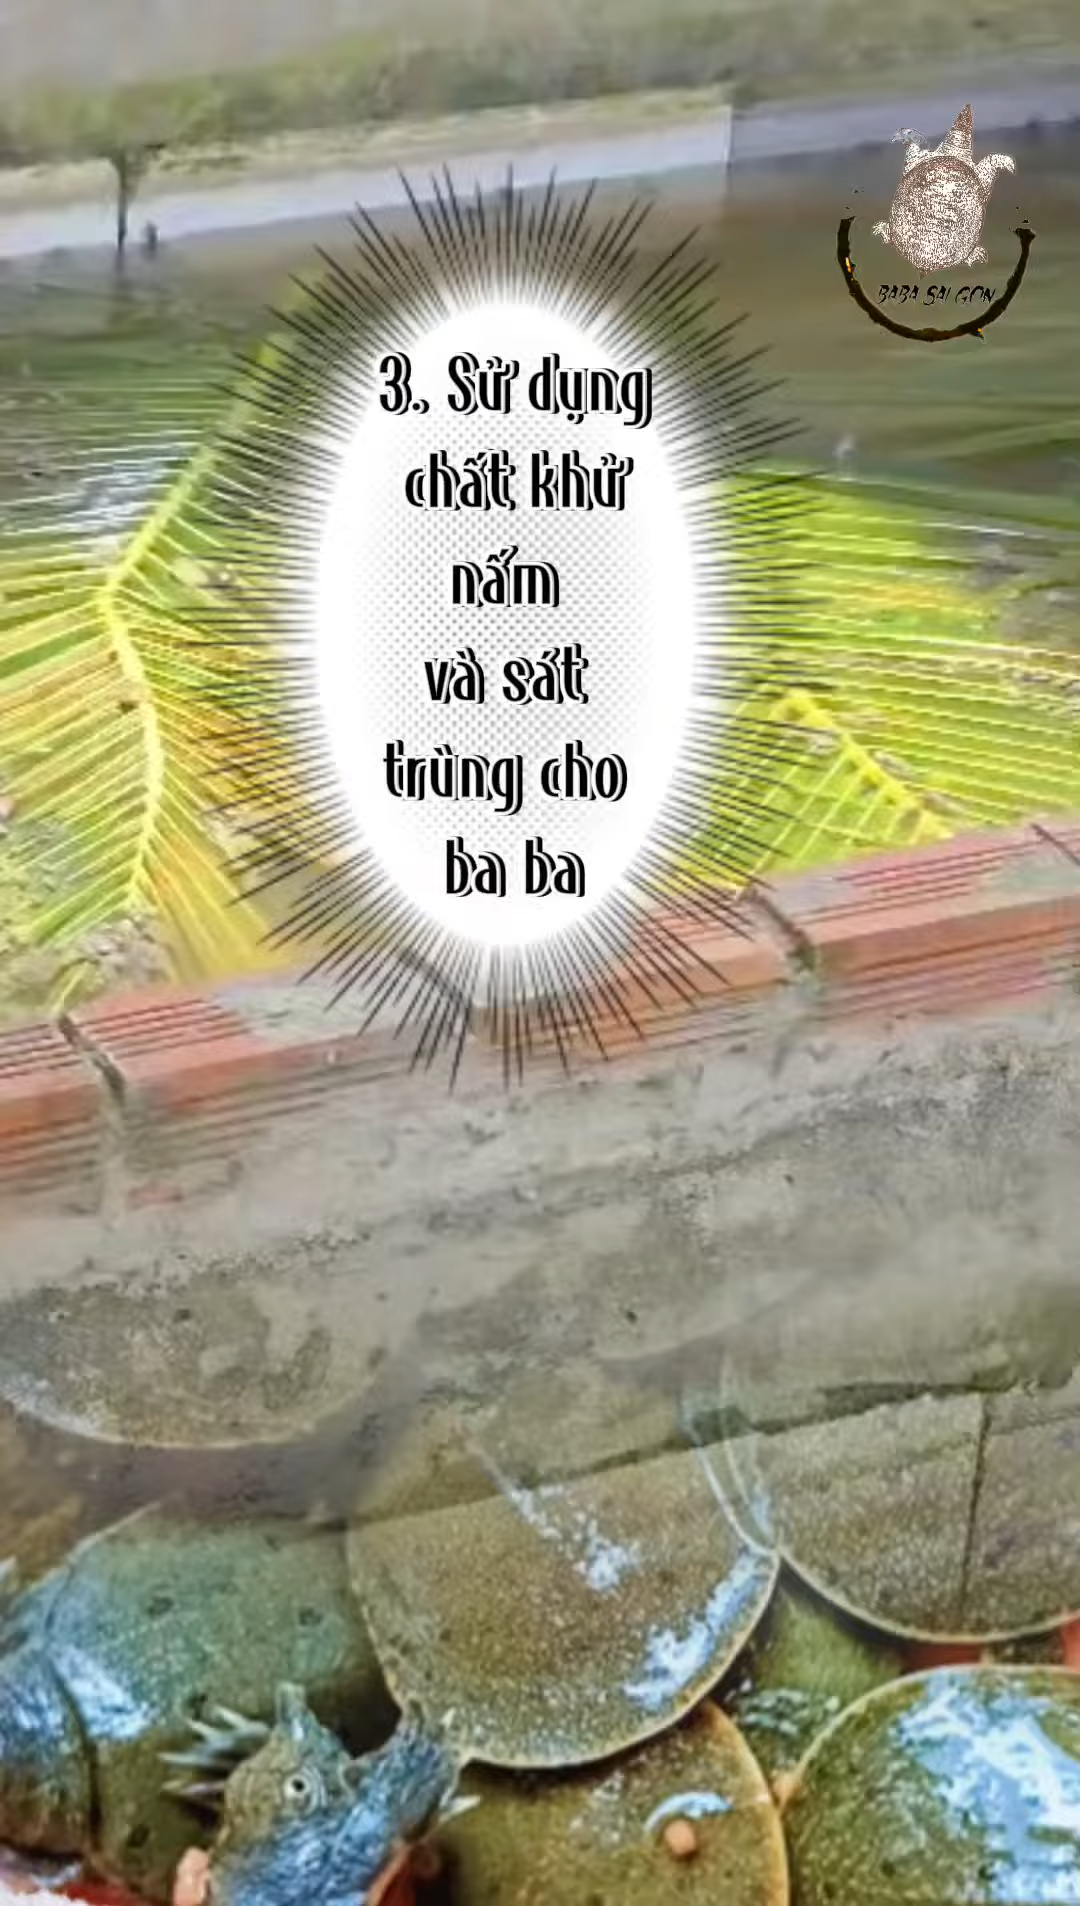 BABA SAI GON
3. Sử dụng
chất khử
nấm
và sát
trùng cho
ba ba